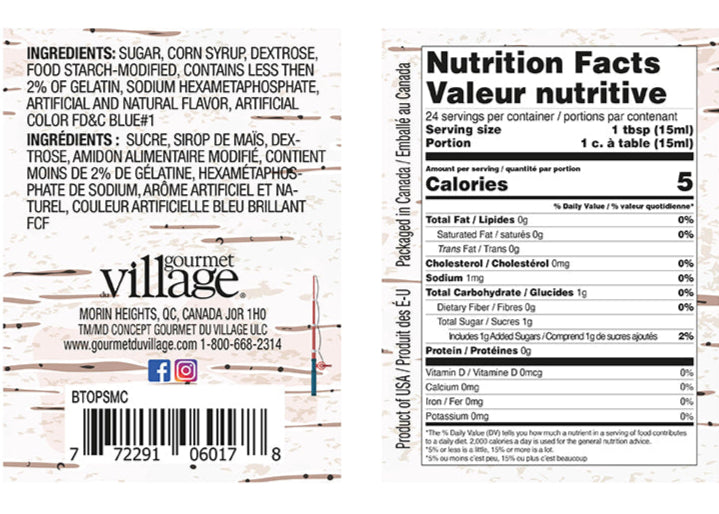 INGREDIENTS: SUGAR, CORN SYRUP, DEXTROSE,
FOOD STARCH-MODIFIED, CONTAINS LESS THEN
2% OF GELATIN, SODIUM HEXAMETAPHOSPHATE,
ARTIFICIAL AND NATURAL FLAVOR, ARTIFICIAL
COLOR FD&C BLUE#1
INGRÉDIENTS : SUCRE, SIROP DE MAÏS, DEX-
TROSE, AMIDON ALIMENTAIRE MODIFIÉ, CONTIENT
MOINS DE 2% DE GÉLATINE, HEXAMÉTAPHOS-
PHATE DE SODIUM, ARÔME ARTIFICIEL ET NA-
TUREL, COULEUR ARTIFICIELLE BLEU BRILLANT
FCF
gourmet
du village®
MORIN HEIGHTS, QC, CANADA J0R 1H0
TM/MD CONCEPT GOURMET DU VILLAGE ULC
www.gourmetduvillage.com 1-800-668-2314
BTOPSMC
7 72291 06017 8
Product of USA / Produit des É-U Packaged in Canada / Emballé au Canada
Nutrition Facts
Valeur nutritive
24 servings per container / portions par contenant
Serving size 1 tbsp (15ml)
Portion 1 c. à table (15ml)
Amount per serving / quantité par portion
Calories 5
% Daily Value / % valeur quotidienne*
Total Fat / Lipides 0g 0%
Saturated Fat / saturés 0g 0%
Trans Fat / Trans 0g
Cholesterol / Cholestérol 0mg 0%
Sodium 1mg 0%
Total Carbohydrate / Glucides 1g 0%
Dietary Fiber / Fibres 0g 0%
Total Sugar / Sucres 1g
Includes 1g Added Sugars / Comprend 1g de sucres ajoutés 2%
Protein / Protéines 0g
Vitamin D / Vitamine D 0mcg 0%
Calcium 0mg 0%
Iron / Fer 0mg 0%
Potassium 0mg 0%
*The % Daily Value (DV) tells you how much a nutrient in a serving of food contributes
to a daily diet. 2,000 calories a day is used for the general nutrition advice.
*5% or less is a little, 15% or more is a lot.
*5% ou moins c'est peu, 15% ou plus c'est beaucoup